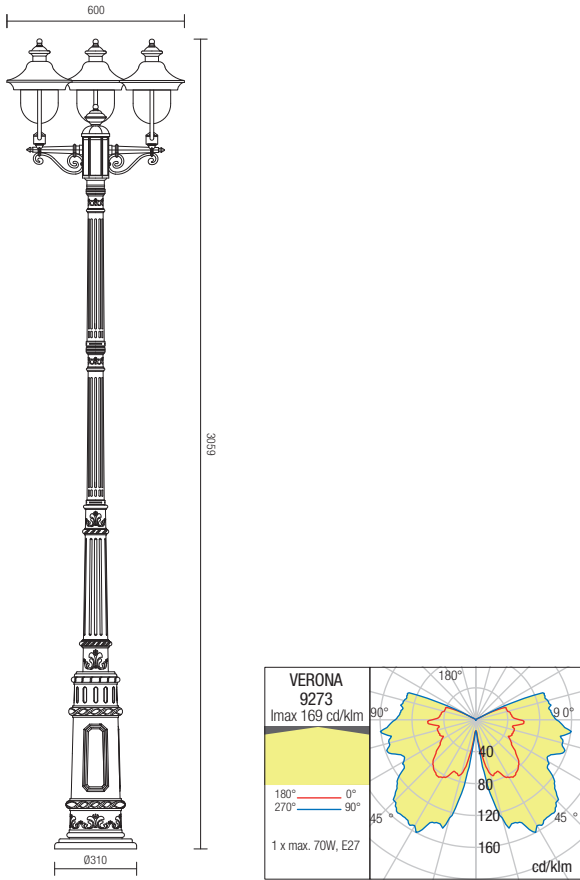 600
3059
Ø310
VERONA
9273
Imax 169 cd/klm
180° 0°
270° 90°
1 x max. 70W, E27
180°
90° 90°
40
80
45° 45°
120
160
cd/klm